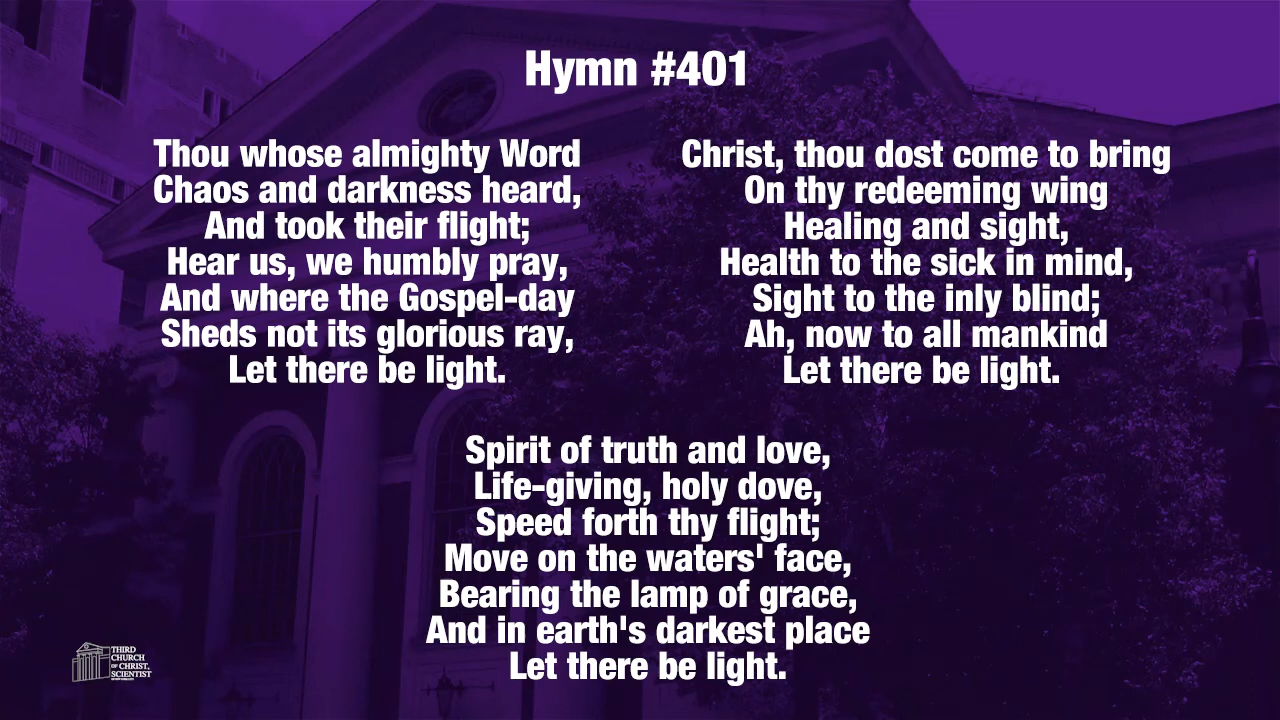 Hymn #401
Thou whose almighty Word
Chaos and darkness heard,
And took their flight;
Hear us, we humbly pray,
And where the Gospel-day
Sheds not its glorious ray,
Let there be light.
Christ, thou dost come to bring
On thy redeeming wing
Healing and sight,
Health to the sick in mind,
Sight to the inly blind;
Ah, now to all mankind
Let there be light.
Spirit of truth and love,
Life-giving, holy dove,
Speed forth thy flight;
Move on the waters' face,
Bearing the lamp of grace,
And in earth's darkest place
Let there be light.
THIRD
CHURCH
OF CHRIST,
SCIENTIST